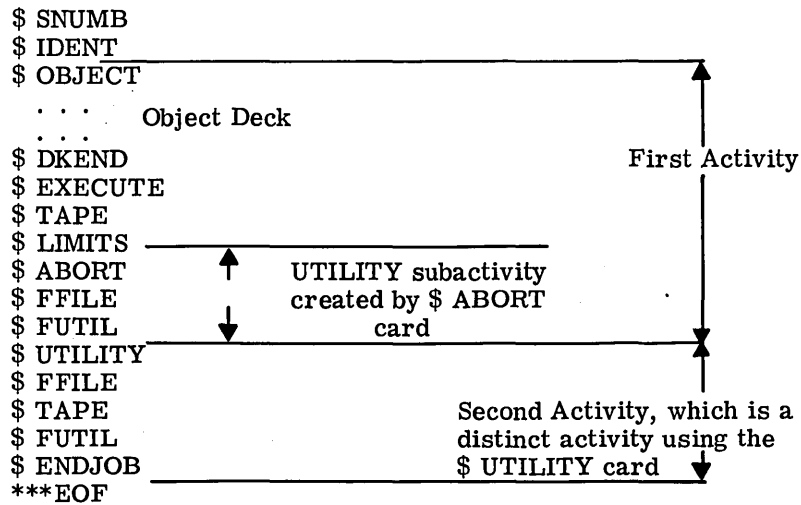 $ SNUMB
$ IDENT
$ OBJECT
. . .
. . .
Object Deck
$ DKEND
$ EXECUTE
$ TAPE
$ LIMITS
$ ABORT
$ FFILE
$ FUTIL
$ UTILITY
$ FFILE
$ TAPE
$ FUTIL
$ ENDJOB
***EOF
UTILITY subactivity
created by $ ABORT
card
First Activity
Second Activity, which is a
distinct activity using the
$ UTILITY card